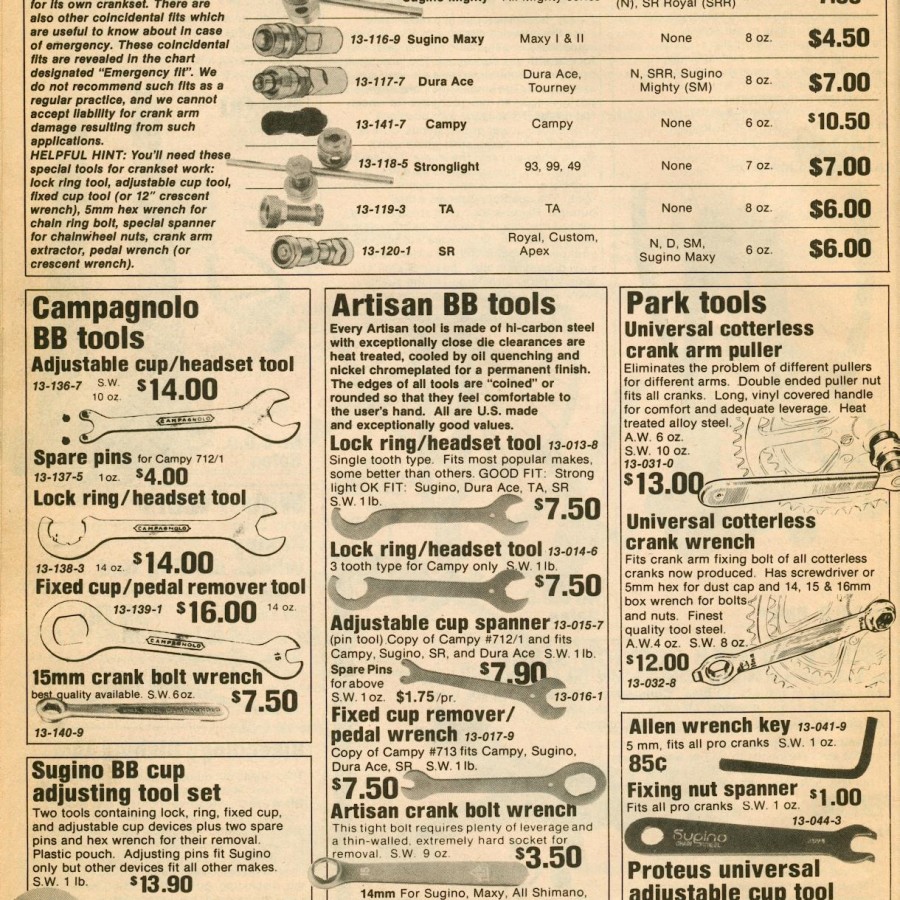 for its own crankset. There are
also other coincidental fits which
are useful to know about in case
of emergency. These coincidental
fits are revealed in the chart
designated "Emergency fit". We
do not recommend such fits as a
regular practice, and we cannot
accept liability for crank arm
damage resulting from such
applications.
HELPFUL HINT: You'll need these
special tools for crankset work:
lock ring tool, adjustable cup tool,
fixed cup tool (or 12" crescent
wrench), 5mm hex wrench for
chain ring bolt, special spanner
for chainwheel nuts, crank arm
extractor, pedal wrench (or
crescent wrench).
(N), SR Royal (SRR)
13-116-9 Sugino Maxy Maxy I & II None 8 oz. $4.50
13-117-7 Dura Ace Dura Ace, Tourney N, SRR, Sugino Mighty (SM) 8 oz. $7.00
13-141-7 Campy Campy None 6 oz. $10.50
13-118-5 Stronglight 93, 99, 49 None 7 oz. $7.00
13-119-3 TA TA None 8 oz. $6.00
13-120-1 SR Royal, Custom, Apex N, D, SM, Sugino Maxy 6 oz. $6.00
Campagnolo
BB tools
Adjustable cup/headset tool
13-136-7 S.W. 10 oz. $14.00
CAMPAGNOLO
Spare pins for Campy 712/1
13-137-5 1 oz. $4.00
Lock ring/headset tool
CAMPAGNOLO
13-138-3 14 oz. $14.00
Fixed cup/pedal remover tool
13-139-1 $16.00 14 oz.
CAMPAGNOLO
15
15mm crank bolt wrench
best quality available. S.W. 6 oz. $7.50
13-140-9
Sugino BB cup
adjusting tool set
Two tools containing lock, ring, fixed cup,
and adjustable cup devices plus two spare
pins and hex wrench for their removal.
Plastic pouch. Adjusting pins fit Sugino
only but other devices fit all other makes.
S.W. 1 lb. $13.90
Artisan BB tools
Every Artisan tool is made of hi-carbon steel
with exceptionally close die clearances are
heat treated, cooled by oil quenching and
nickel chromeplated for a permanent finish.
The edges of all tools are "coined" or
rounded so that they feel comfortable to
the user's hand. All are U.S. made
and exceptionally good values.
Lock ring/headset tool 13-013-8
Single tooth type. Fits most popular makes,
some better than others. GOOD FIT: Strong
light OK FIT: Sugino, Dura Ace, TA, SR
S.W. 1 lb. $7.50
Lock ring/headset tool 13-014-6
3 tooth type for Campy only S.W. 1 lb.
$7.50
Adjustable cup spanner 13-015-7
(pin tool) Copy of Campy #712/1 and fits
Campy, Sugino, SR, and Dura Ace S.W. 1 lb.
Spare Pins $7.90
for above
S.W. 1 oz. $1.75/pr. 13-016-1
Fixed cup remover/
pedal wrench 13-017-9
Copy of Campy #713 fits Campy, Sugino,
Dura Ace, SR S.W. 1 lb.
$7.50
Artisan crank bolt wrench
This tight bolt requires plenty of leverage and
a thin-walled, extremely hard socket for
removal. S.W. 9 oz. $3.50
14mm For Sugino, Maxy, All Shimano,
Park tools
Universal cotterless
crank arm puller
Eliminates the problem of different pullers
for different arms. Double ended puller nut
fits all cranks. Long, vinyl covered handle
for comfort and adequate leverage. Heat
treated alloy steel.
A.W. 6 oz.
S.W. 10 oz.
13-031-0
$13.00
Universal cotterless
crank wrench
Fits crank arm fixing bolt of all cotterless
cranks now produced. Has screwdriver or
5mm hex for dust cap and 14, 15 & 16mm
box wrench for bolts
and nuts. Finest
quality tool steel.
A.W. 4 oz. S.W. 8 oz.
$12.00
13-032-8
Allen wrench key 13-041-9
5 mm, fits all pro cranks S.W. 1 oz.
85¢
Fixing nut spanner
Fits all pro cranks S.W. 1 oz. $1.00
13-044-3
Sugino
Proteus universal
adjustable cup tool